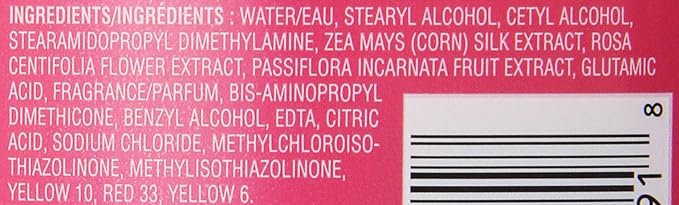 INGREDIENTS/INGRÉDIENTS : WATER/EAU, STEARYL ALCOHOL, CETYL ALCOHOL,
STEARAMIDOPROPYL DIMETHYLAMINE, ZEA MAYS (CORN) SILK EXTRACT, ROSA
CENTIFOLIA FLOWER EXTRACT, PASSIFLORA INCARNATA FRUIT EXTRACT, GLUTAMIC
ACID, FRAGRANCE/PARFUM, BIS-AMINOPROPYL
DIMETHICONE, BENZYL ALCOHOL, EDTA, CITRIC
ACID, SODIUM CHLORIDE, METHYLCHLOROISO-
THIAZOLINONE, METHYLISOTHIAZOLINONE,
YELLOW 10, RED 33, YELLOW 6.
8
91